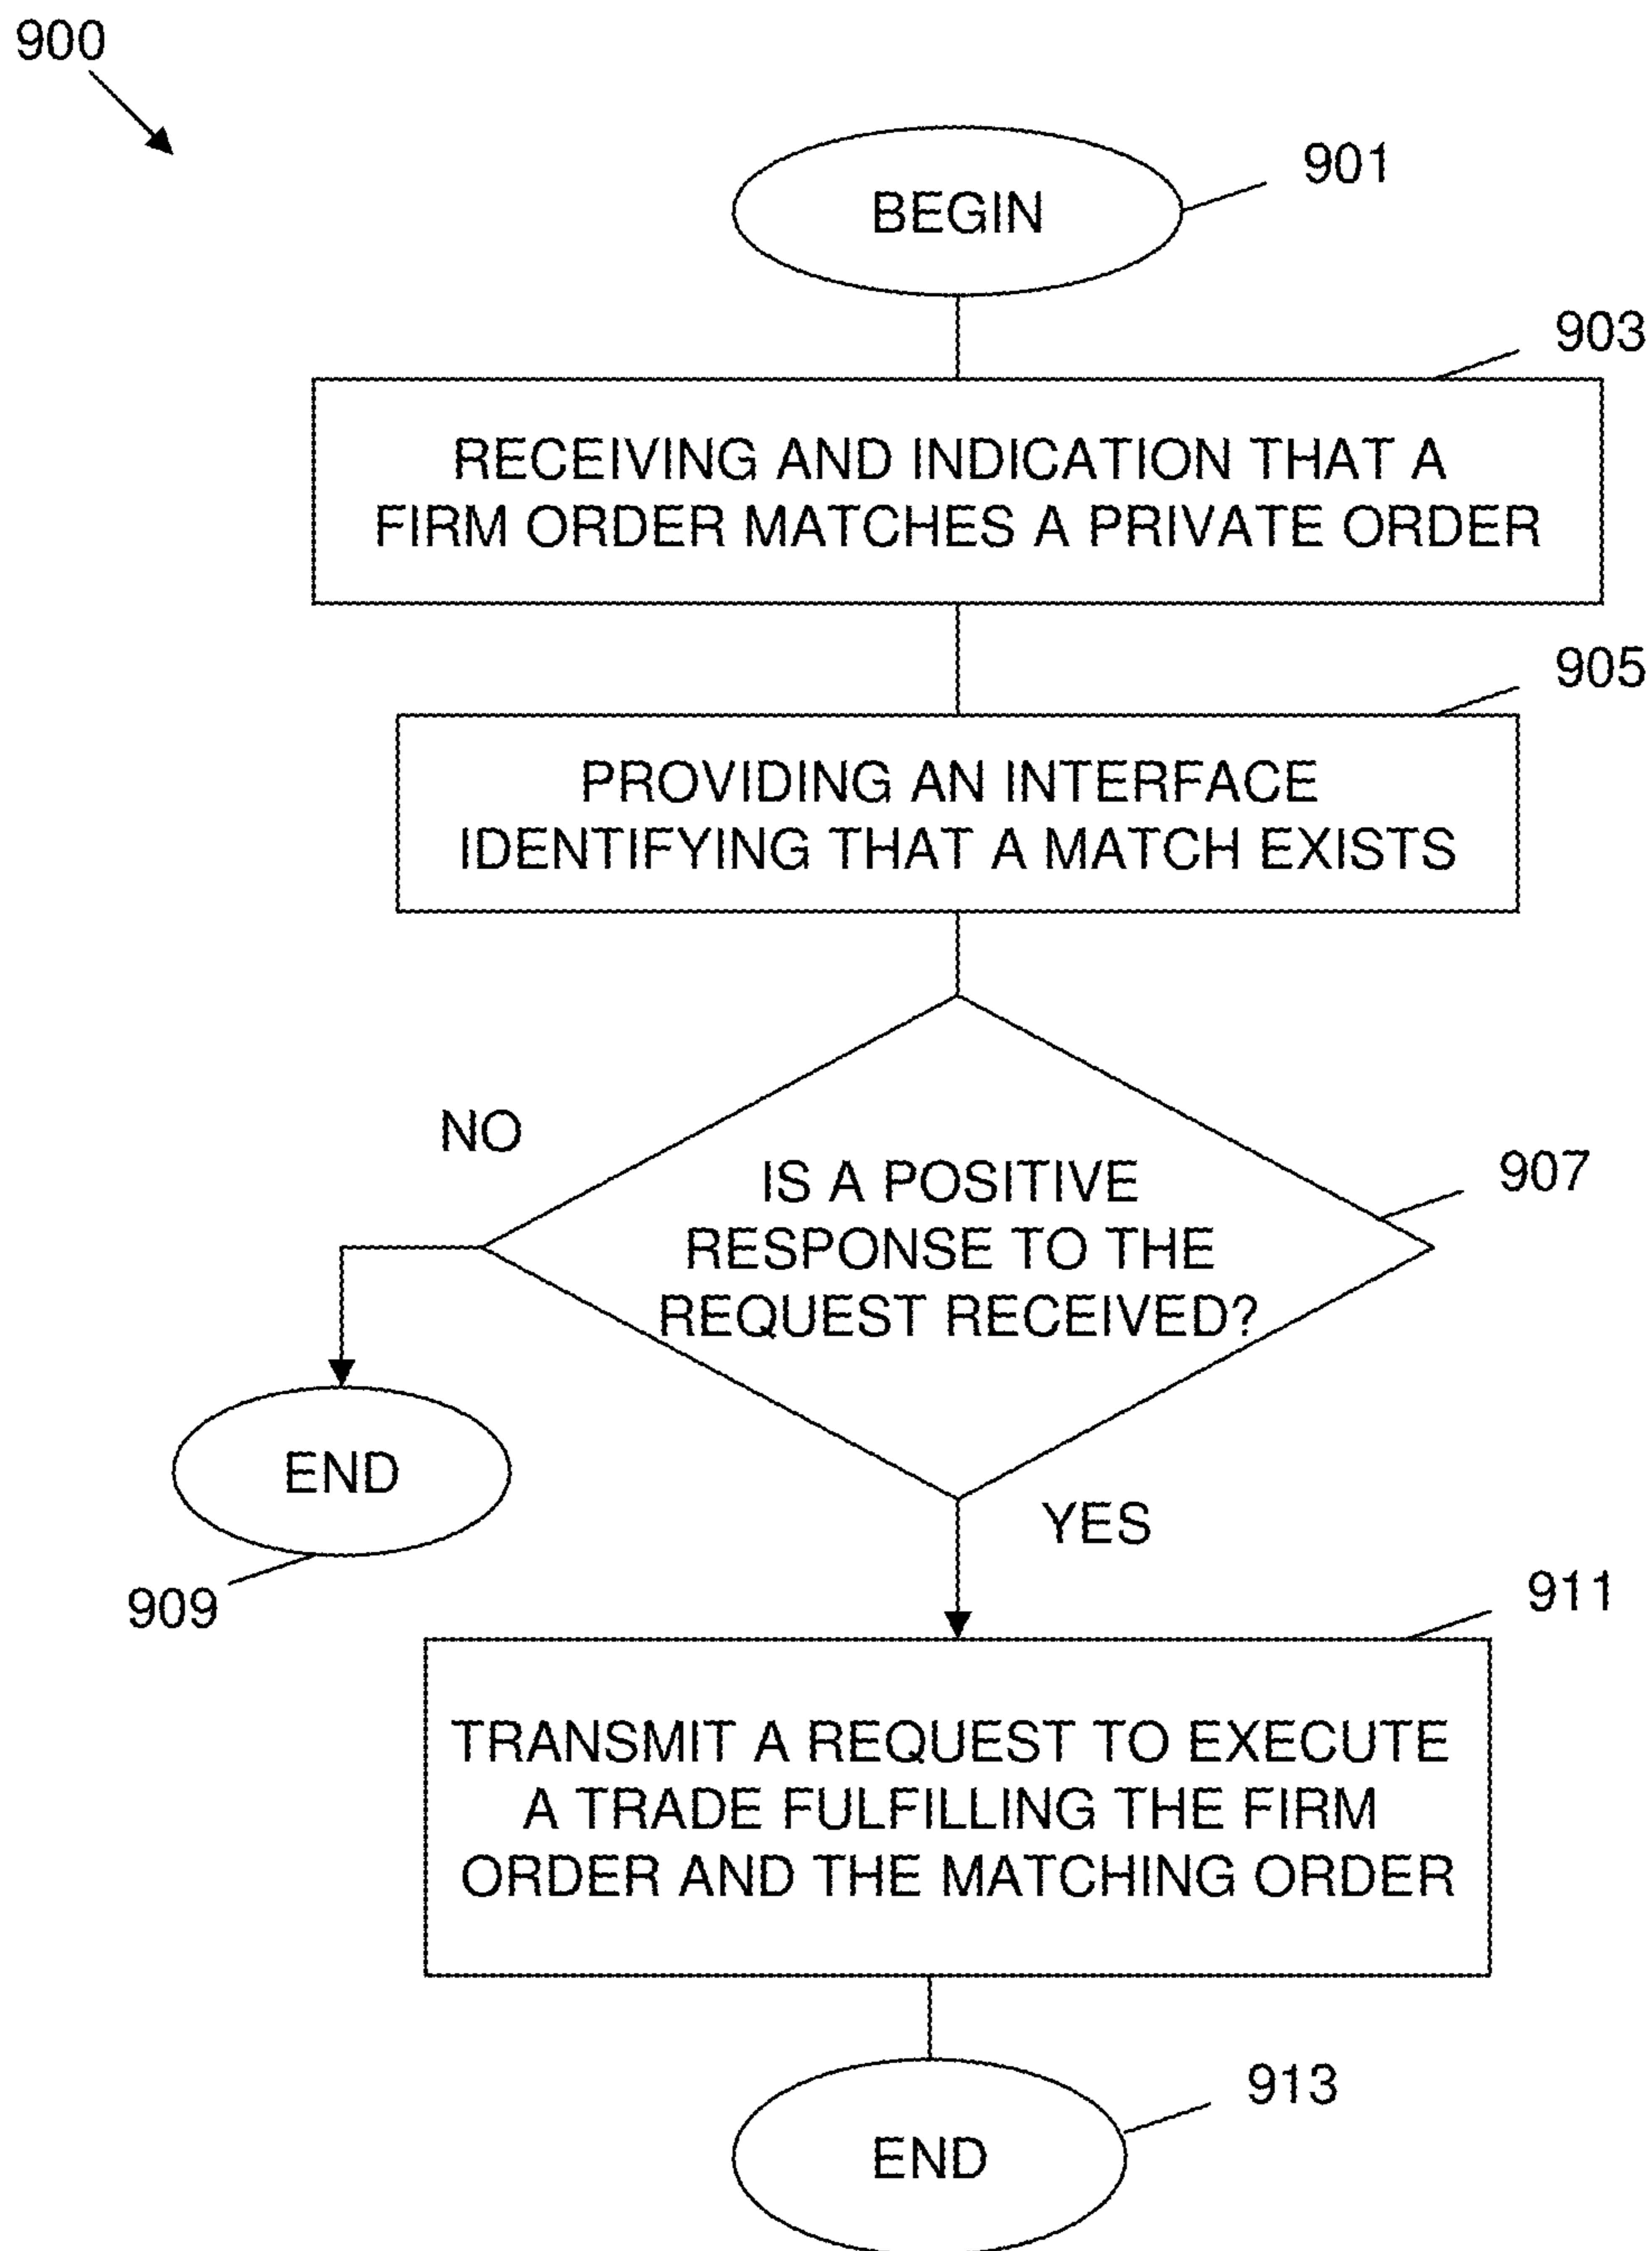 900
901
BEGIN
903
RECEIVING AND INDICATION THAT A
FIRM ORDER MATCHES A PRIVATE ORDER
905
PROVIDING AN INTERFACE
IDENTIFYING THAT A MATCH EXISTS
NO
907
IS A POSITIVE
RESPONSE TO THE
REQUEST RECEIVED?
END
909
YES
911
TRANSMIT A REQUEST TO EXECUTE
A TRADE FULFILLING THE FIRM
ORDER AND THE MATCHING ORDER
913
END